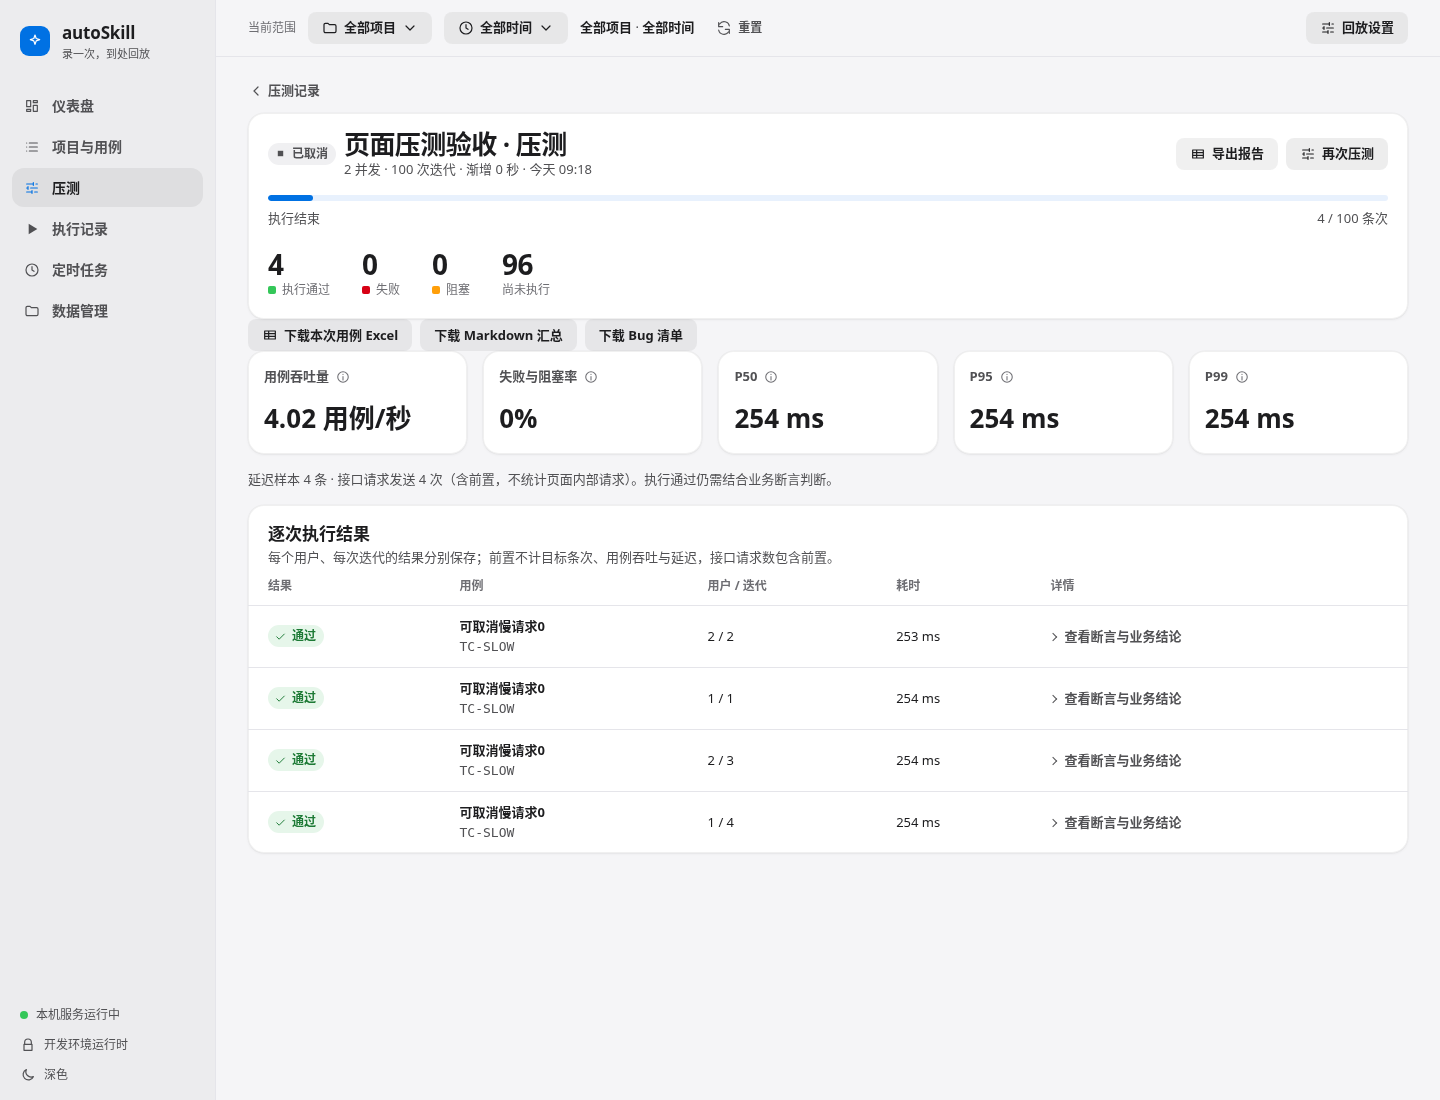 autoSkill
录一次，到处回放
仪表盘
项目与用例
压测
执行记录
定时任务
数据管理
本机服务运行中
开发环境运行时
深色
当前范围 全部项目 全部时间 全部项目 · 全部时间 重置 回放设置
压测记录
已取消 页面压测验收 · 压测
2 并发 · 100 次迭代 · 渐增 0 秒 · 今天 09:18
导出报告 再次压测
执行结束 4 / 100 条次
4 0 0 96
执行通过 失败 阻塞 尚未执行
下载本次用例 Excel 下载 Markdown 汇总 下载 Bug 清单
用例吞吐量 失败与阻塞率 P50 P95 P99
4.02 用例/秒 0% 254 ms 254 ms 254 ms
延迟样本 4 条 · 接口请求发送 4 次（含前置，不统计页面内部请求）。执行通过仍需结合业务断言判断。
逐次执行结果
每个用户、每次迭代的结果分别保存；前置不计目标条次、用例吞吐与延迟，接口请求数包含前置。
结果 用例 用户 / 迭代 耗时 详情
通过 可取消慢请求0 2 / 2 253 ms 查看断言与业务结论
TC-SLOW
通过 可取消慢请求0 1 / 1 254 ms 查看断言与业务结论
TC-SLOW
通过 可取消慢请求0 2 / 3 254 ms 查看断言与业务结论
TC-SLOW
通过 可取消慢请求0 1 / 4 254 ms 查看断言与业务结论
TC-SLOW